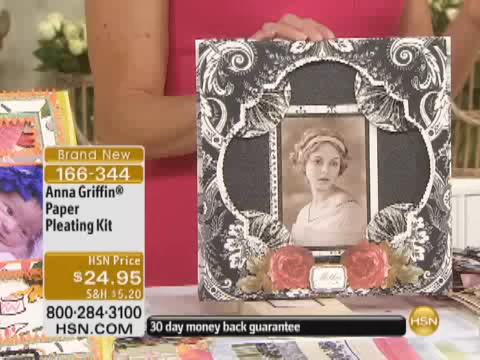 Brand New
166-344
Anna Griffin®
Paper
Pleating Kit
HSN Price
$24.95
S&H $5.20
800·284·3100
HSN.COM
30 day money back guarantee
HSN
Mother